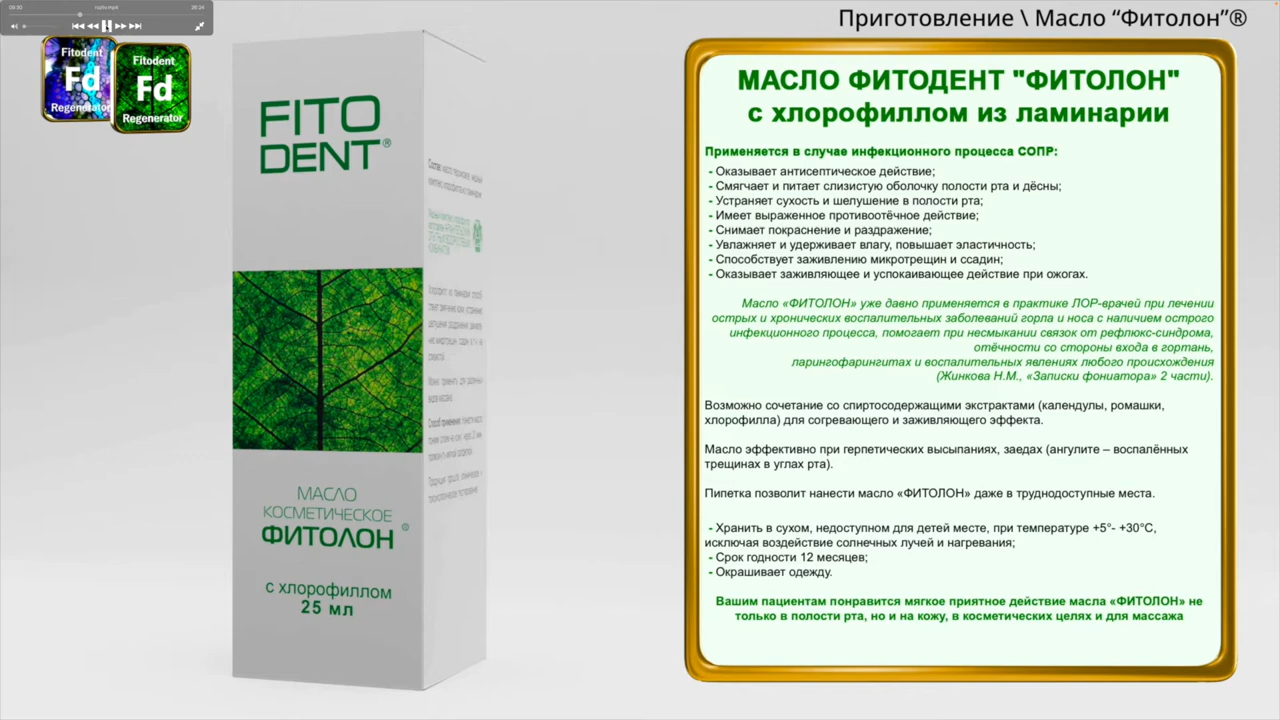 09:30
26:24
Приготовление \ Масло “Фитолон”®
Fitodent
Fd
Regenerator
Fitodent
Fd
Regenerator
FITO
DENT®
МАСЛО
КОСМЕТИЧЕСКОЕ
ФИТОЛОН
с хлорофиллом
25 мл
МАСЛО ФИТОДЕНТ "ФИТОЛОН"
с хлорофиллом из ламинарии
Применяется в случае инфекционного процесса СОПР:
- Оказывает антисептическое действие;
- Смягчает и питает слизистую оболочку полости рта и дёсны;
- Устраняет сухость и шелушение в полости рта;
- Имеет выраженное противоотёчное действие;
- Снимает покраснение и раздражение;
- Увлажняет и удерживает влагу, повышает эластичность;
- Способствует заживлению микротрещин и ссадин;
- Оказывает заживляющее и успокаивающее действие при ожогах.
Масло «ФИТОЛОН» уже давно применяется в практике ЛОР-врачей при лечении
острых и хронических воспалительных заболеваний горла и носа с наличием острого
инфекционного процесса, помогает при несмыкании связок от рефлюкс-синдрома,
отёчности со стороны входа в гортань,
ларингофарингитах и воспалительных явлениях любого происхождения
(Жинкова Н.М., «Записки фониатора» 2 части).
Возможно сочетание со спиртосодержащими экстрактами (календулы, ромашки,
хлорофилла) для согревающего и заживляющего эффекта.
Масло эффективно при герпетических высыпаниях, заедах (ангулите – воспалённых
трещинах в углах рта).
Пипетка позволит нанести масло «ФИТОЛОН» даже в труднодоступные места.
- Хранить в сухом, недоступном для детей месте, при температуре +5°- +30°С,
исключая воздействие солнечных лучей и нагревания;
- Срок годности 12 месяцев;
- Окрашивает одежду.
Вашим пациентам понравится мягкое приятное действие масла «ФИТОЛОН» не
только в полости рта, но и на кожу, в косметических целях и для массажа